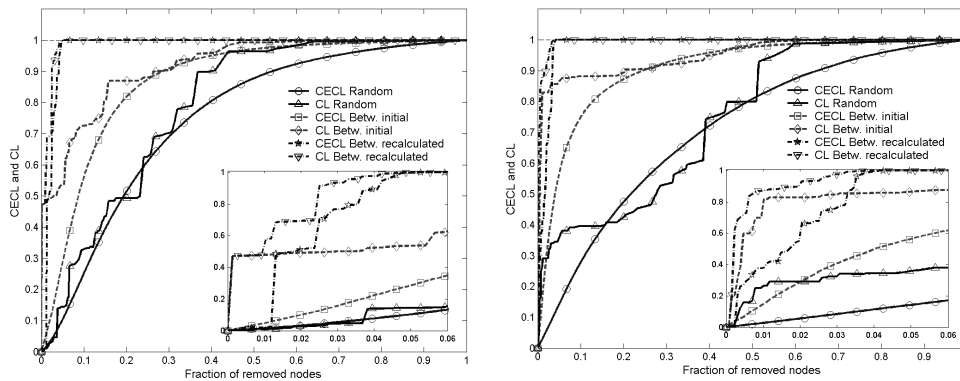 1
0.9
0.8
0.7
0.6
0.5
0.4
0.3
0.2
0.1
0
CECL and CL
0 0.1 0.2 0.3 0.4 0.5 0.6 0.7 0.8 0.9 1
Fraction of removed nodes
CECL Random
CL Random
CECL Betw. initial
CL Betw. initial
CECL Betw. recalculated
CL Betw. recalculated
1
0.8
0.6
0.4
0.2
0
0 0.01 0.02 0.03 0.04 0.05 0.06
1
0.9
0.8
0.7
0.6
0.5
0.4
0.3
0.2
0.1
0
CECL and CL
0 0.1 0.2 0.3 0.4 0.5 0.6 0.7 0.8 0.9
Fraction of removed nodes
CECL Random
CL Random
CECL Betw. initial
CL Betw. initial
CECL Betw. recalculated
CL Betw. recalculated
1
0.8
0.6
0.4
0.2
0
0 0.01 0.02 0.03 0.04 0.05 0.06